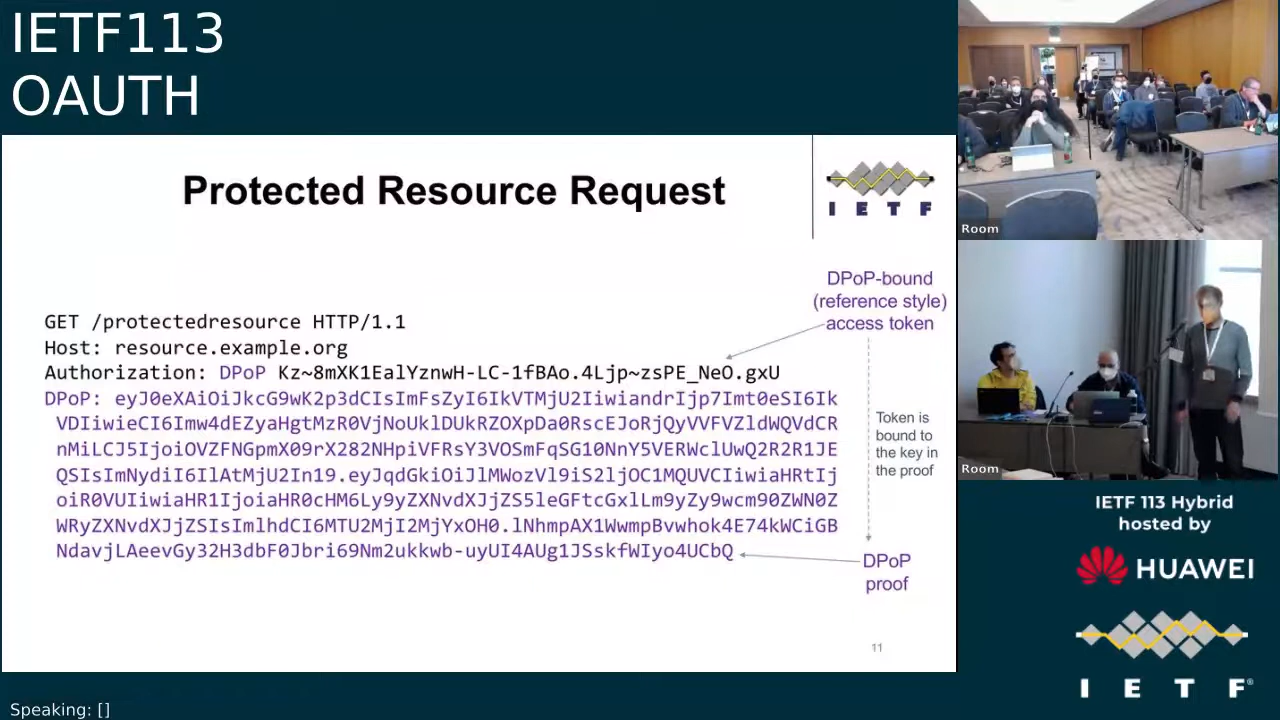 IETF113
OAUTH
Protected Resource Request
I E T F
DPoP-bound
(reference style)
access token
GET /protectedresource HTTP/1.1
Host: resource.example.org
Authorization: DPoP Kz~8mXK1EalYznwH-LC-1fBAo.4Ljp~zsPE_NeO.gxU
DPoP: eyJ0eXAiOiJkcG9wK2p3dCIsImFsZyI6IkVTMjU2IiwiandrIjp7Imt0eSI6Ik
VDIiwieCI6Imw4dEZyaHgtMzR0VjNoUklDUkRZOXpDa0RscEJoRjQyVVFVZldWQVdCR
nMiLCJ5IjoiOVZFNGpmX09rX282NHpiVFRsY3VOSmFqSG10NnY5VERWclUwQ2R2R1JE
QSIsImNydiI6IlAtMjU2In19.eyJqdGkiOiJlMWozVl9iS2ljOC1MQUVCIiwiaHRtIj
oiR0VUIiwiaHR1IjoiaHR0cHM6Ly9yZXNvdXJjZS5leGFtcGxlLm9yZy9wcm90ZWN0Z
WRyZXNvdXJjZSIsImlhdCI6MTU2MjI2MjYxOH0.lNhmpAX1WwmpBvwhok4E74kWCiGB
NdavjLAeevGy32H3dbF0Jbri69Nm2ukkwb-uyUI4AUg1JSskfWIyo4UCbQ
Token is
bound to
the key in
the proof
DPoP
proof
11
Room
Room
IETF 113 Hybrid
hosted by
HUAWEI
I E T F®
Speaking: []